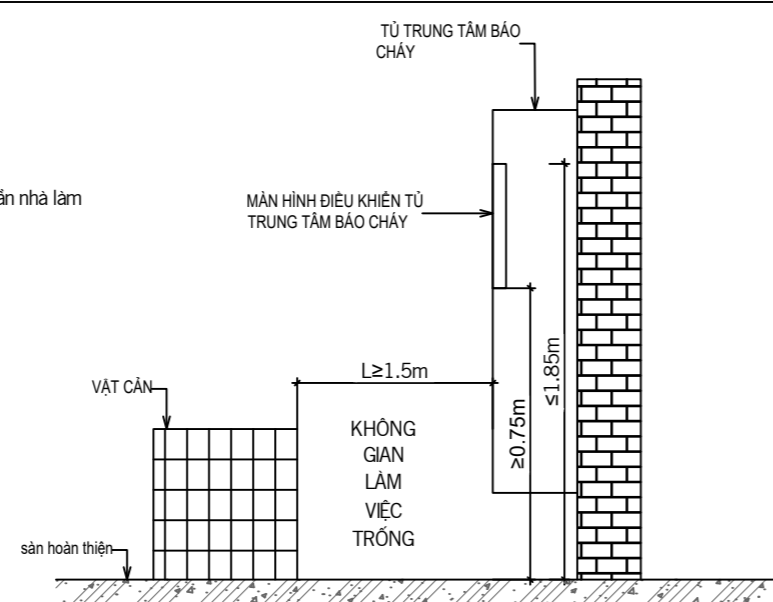 TỦ TRUNG TÂM BÁO
CHÁY
nhà làm
MÀN HÌNH ĐIỀU KHIỂN TỦ
TRUNG TÂM BÁO CHÁY
L≥1.5m
≤1.85m
≥0.75m
VẬT CẢN
KHÔNG
GIAN
LÀM
VIỆC
TRỐNG
sàn hoàn thiện